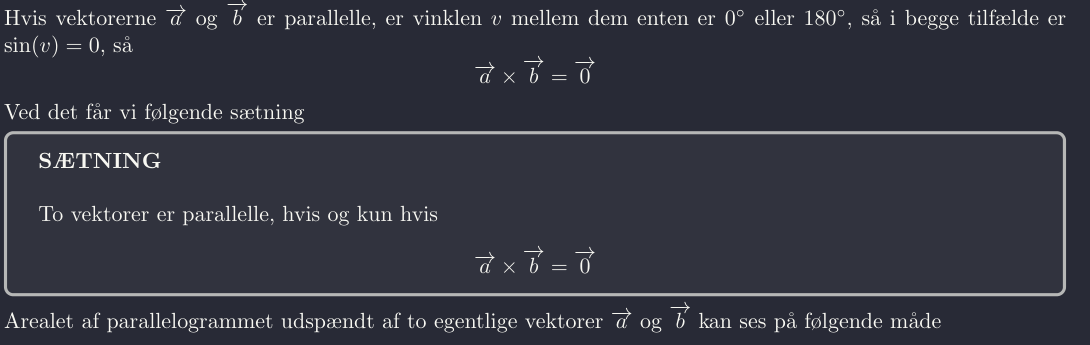 Hvis vektorerne $\overrightarrow{a}$ og $\overrightarrow{b}$ er parallelle, er vinklen $v$ mellem dem enten er 0° eller 180°, så i begge tilfælde er
sin($v$) = 0, så
$\overrightarrow{a} \times \overrightarrow{b} = \overrightarrow{0}$
Ved det får vi følgende sætning
SÆTNING
To vektorer er parallelle, hvis og kun hvis
$\overrightarrow{a} \times \overrightarrow{b} = \overrightarrow{0}$
Arealet af parallelogrammet udspændt af to egentlige vektorer $\overrightarrow{a}$ og $\overrightarrow{b}$ kan ses på følgende måde